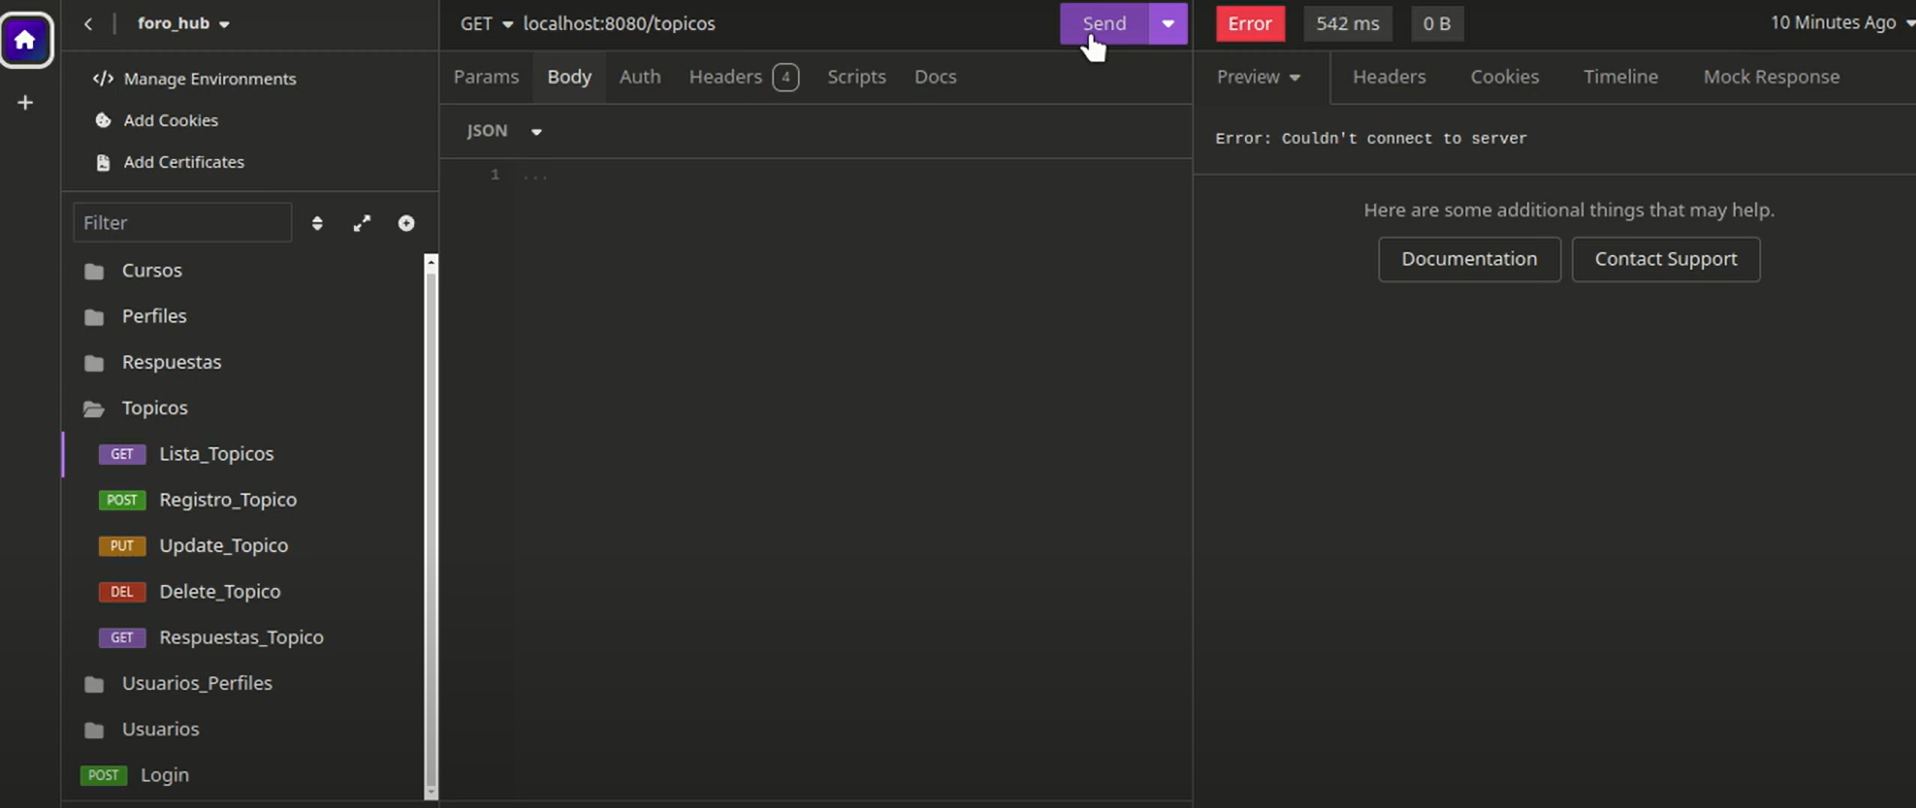 foro_hub
Manage Environments
Add Cookies
Add Certificates
Filter
Cursos
Perfiles
Respuestas
Topicos
GET Lista_Topicos
POST Registro_Topico
PUT Update_Topico
DEL Delete_Topico
GET Respuestas_Topico
Usuarios_Perfiles
Usuarios
POST Login
GET localhost:8080/topicos Send
Params Body Auth Headers 4 Scripts Docs
JSON
1 ...
Error 542 ms 0 B 10 Minutes Ago
Preview Headers Cookies Timeline Mock Response
Error: Couldn't connect to server
Here are some additional things that may help.
Documentation Contact Support